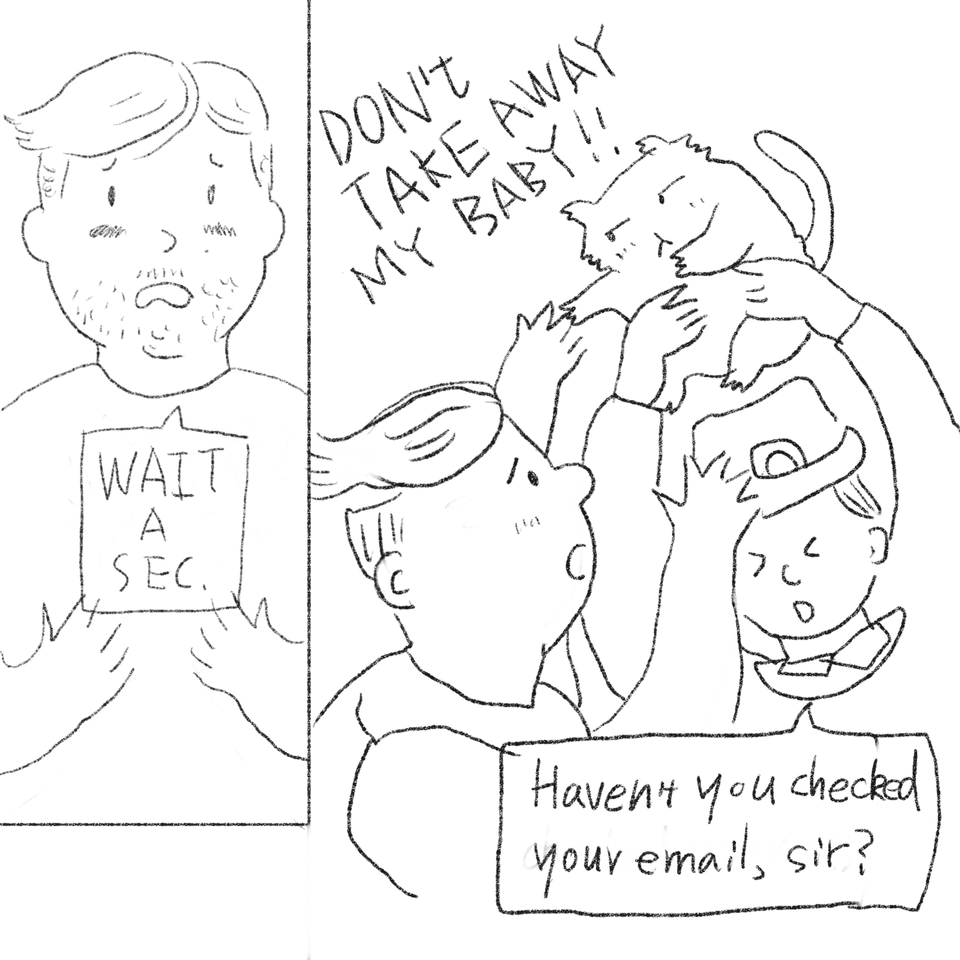 WAIT
A
SEC.
DON't
TAKE AWAY
MY BABY!!
Haven't you checked
your email, sir?